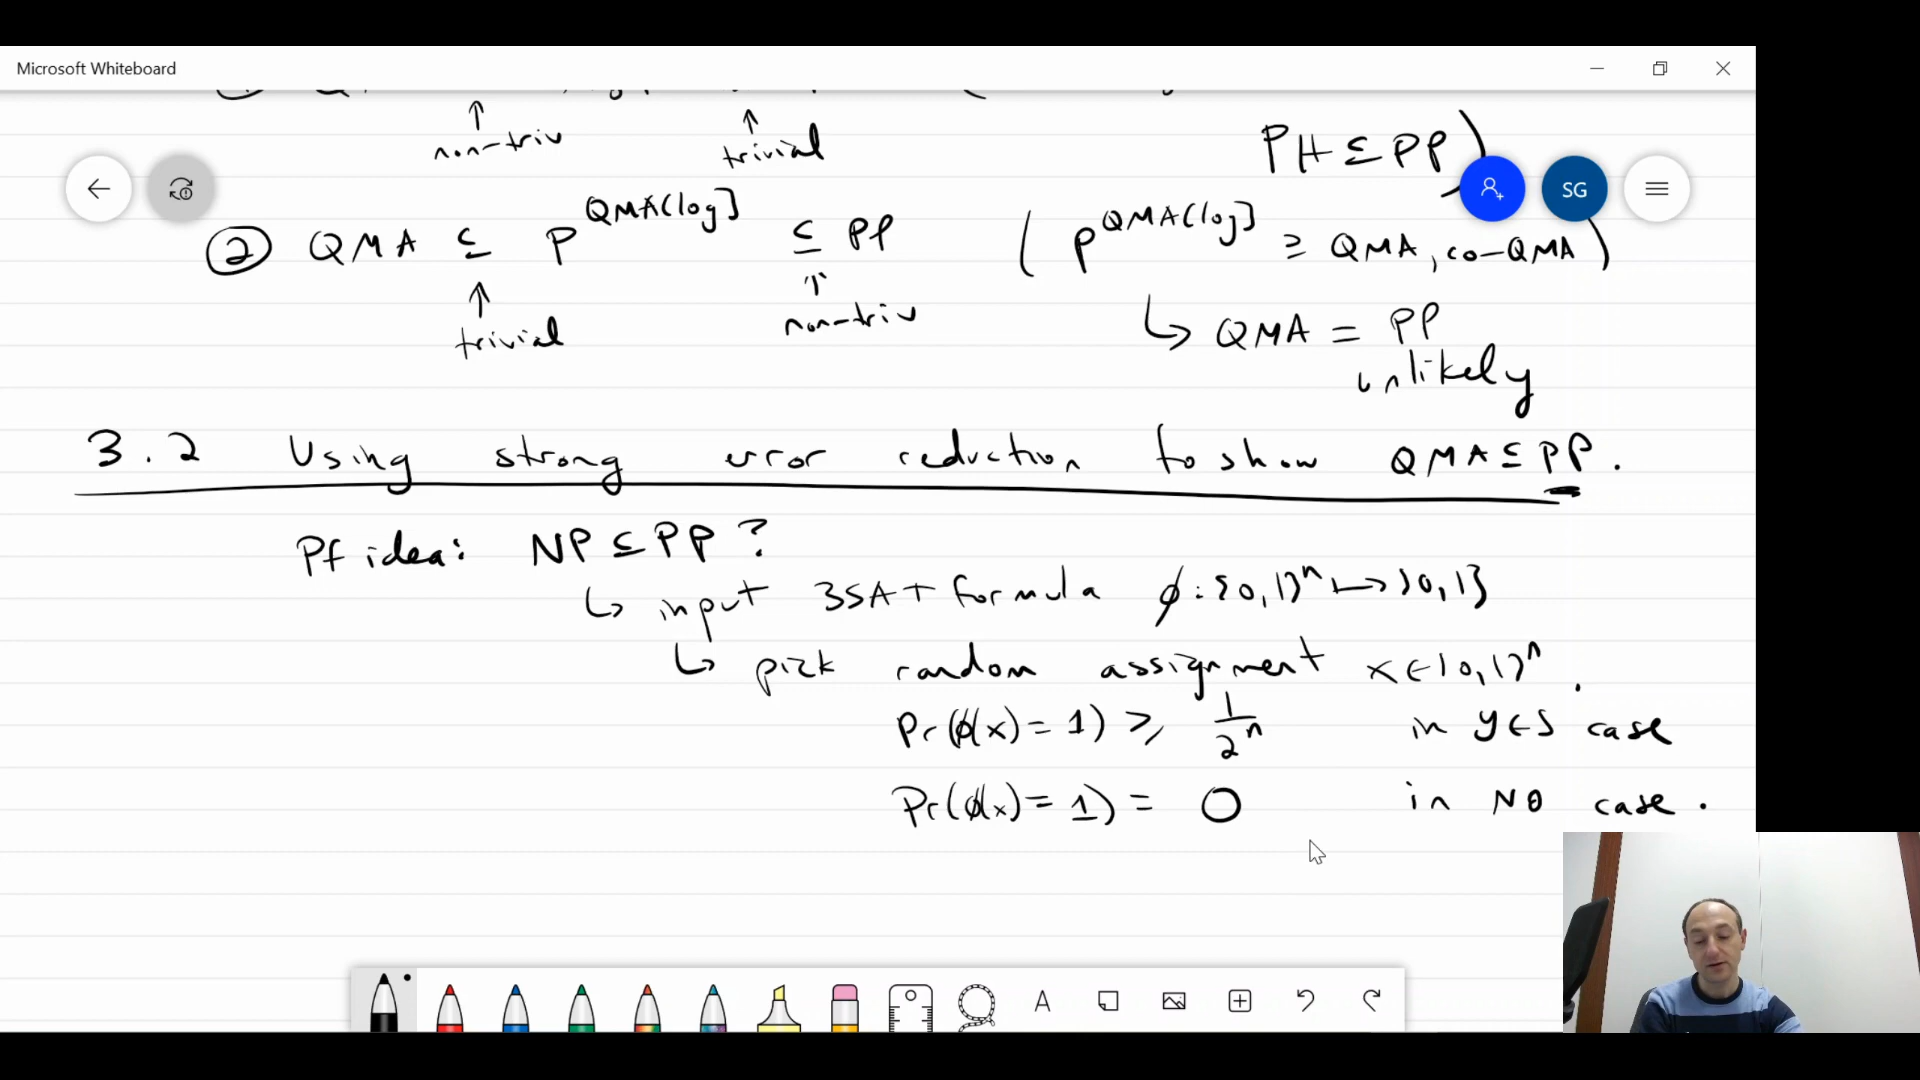 Microsoft Whiteboard
non-triv trivial
PH ⊆ PP)
SG
② QMA ⊆ P^QMA[log] ⊆ PP ( P^QMA[log] ⊇ QMA, co-QMA )
↑ trivial ↑ non-triv
↳ QMA = PP
unlikely
3.2 Using strong error reduction to show QMA ⊆ PP.
Pf idea: NP ⊆ PP ?
↳ input 3SAT formula ϕ: {0,1}^n ↦ {0,1}
↳ pick random assignment x ∈ {0,1}^n.
Pr(ϕ(x) = 1) ≥ 1/2^n in YES case
Pr(ϕ(x) = 1) = 0 in NO case.
A